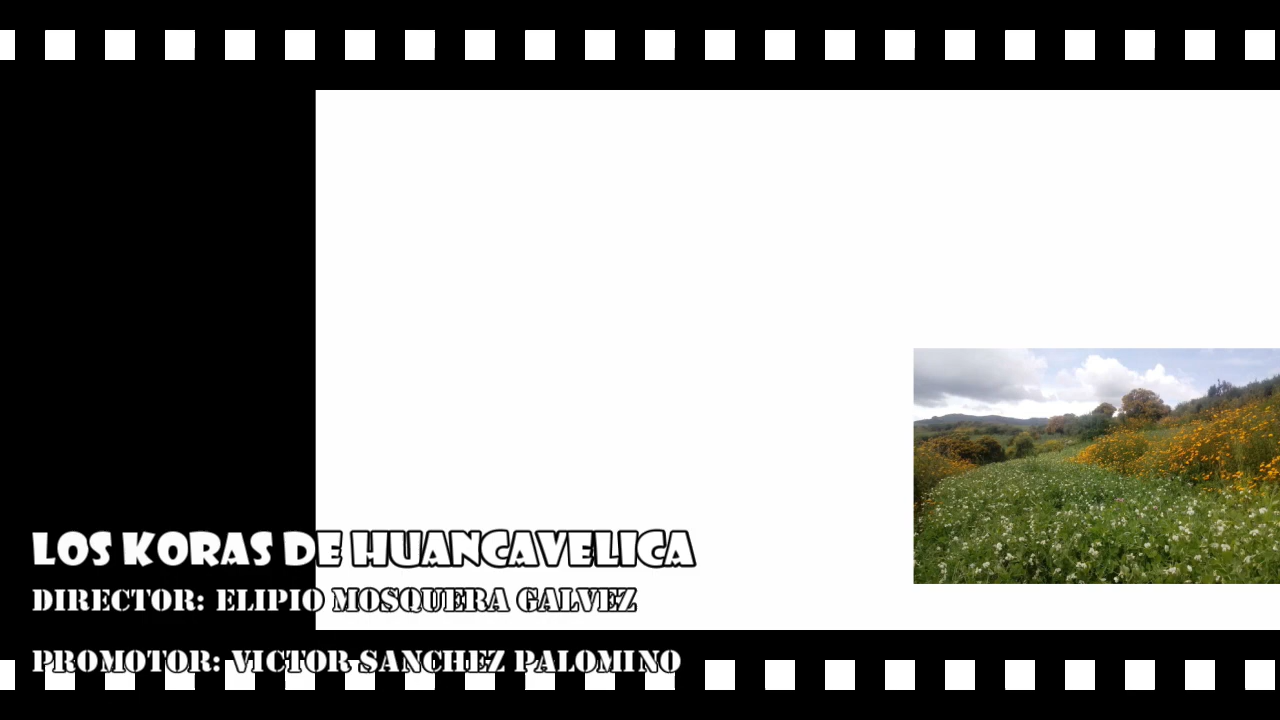 LOS KORAS DE HUANCAVELICA
DIRECTOR: ELIPIO MOSQUERA GALVEZ
PROMOTOR: VICTOR SANCHEZ PALOMINO